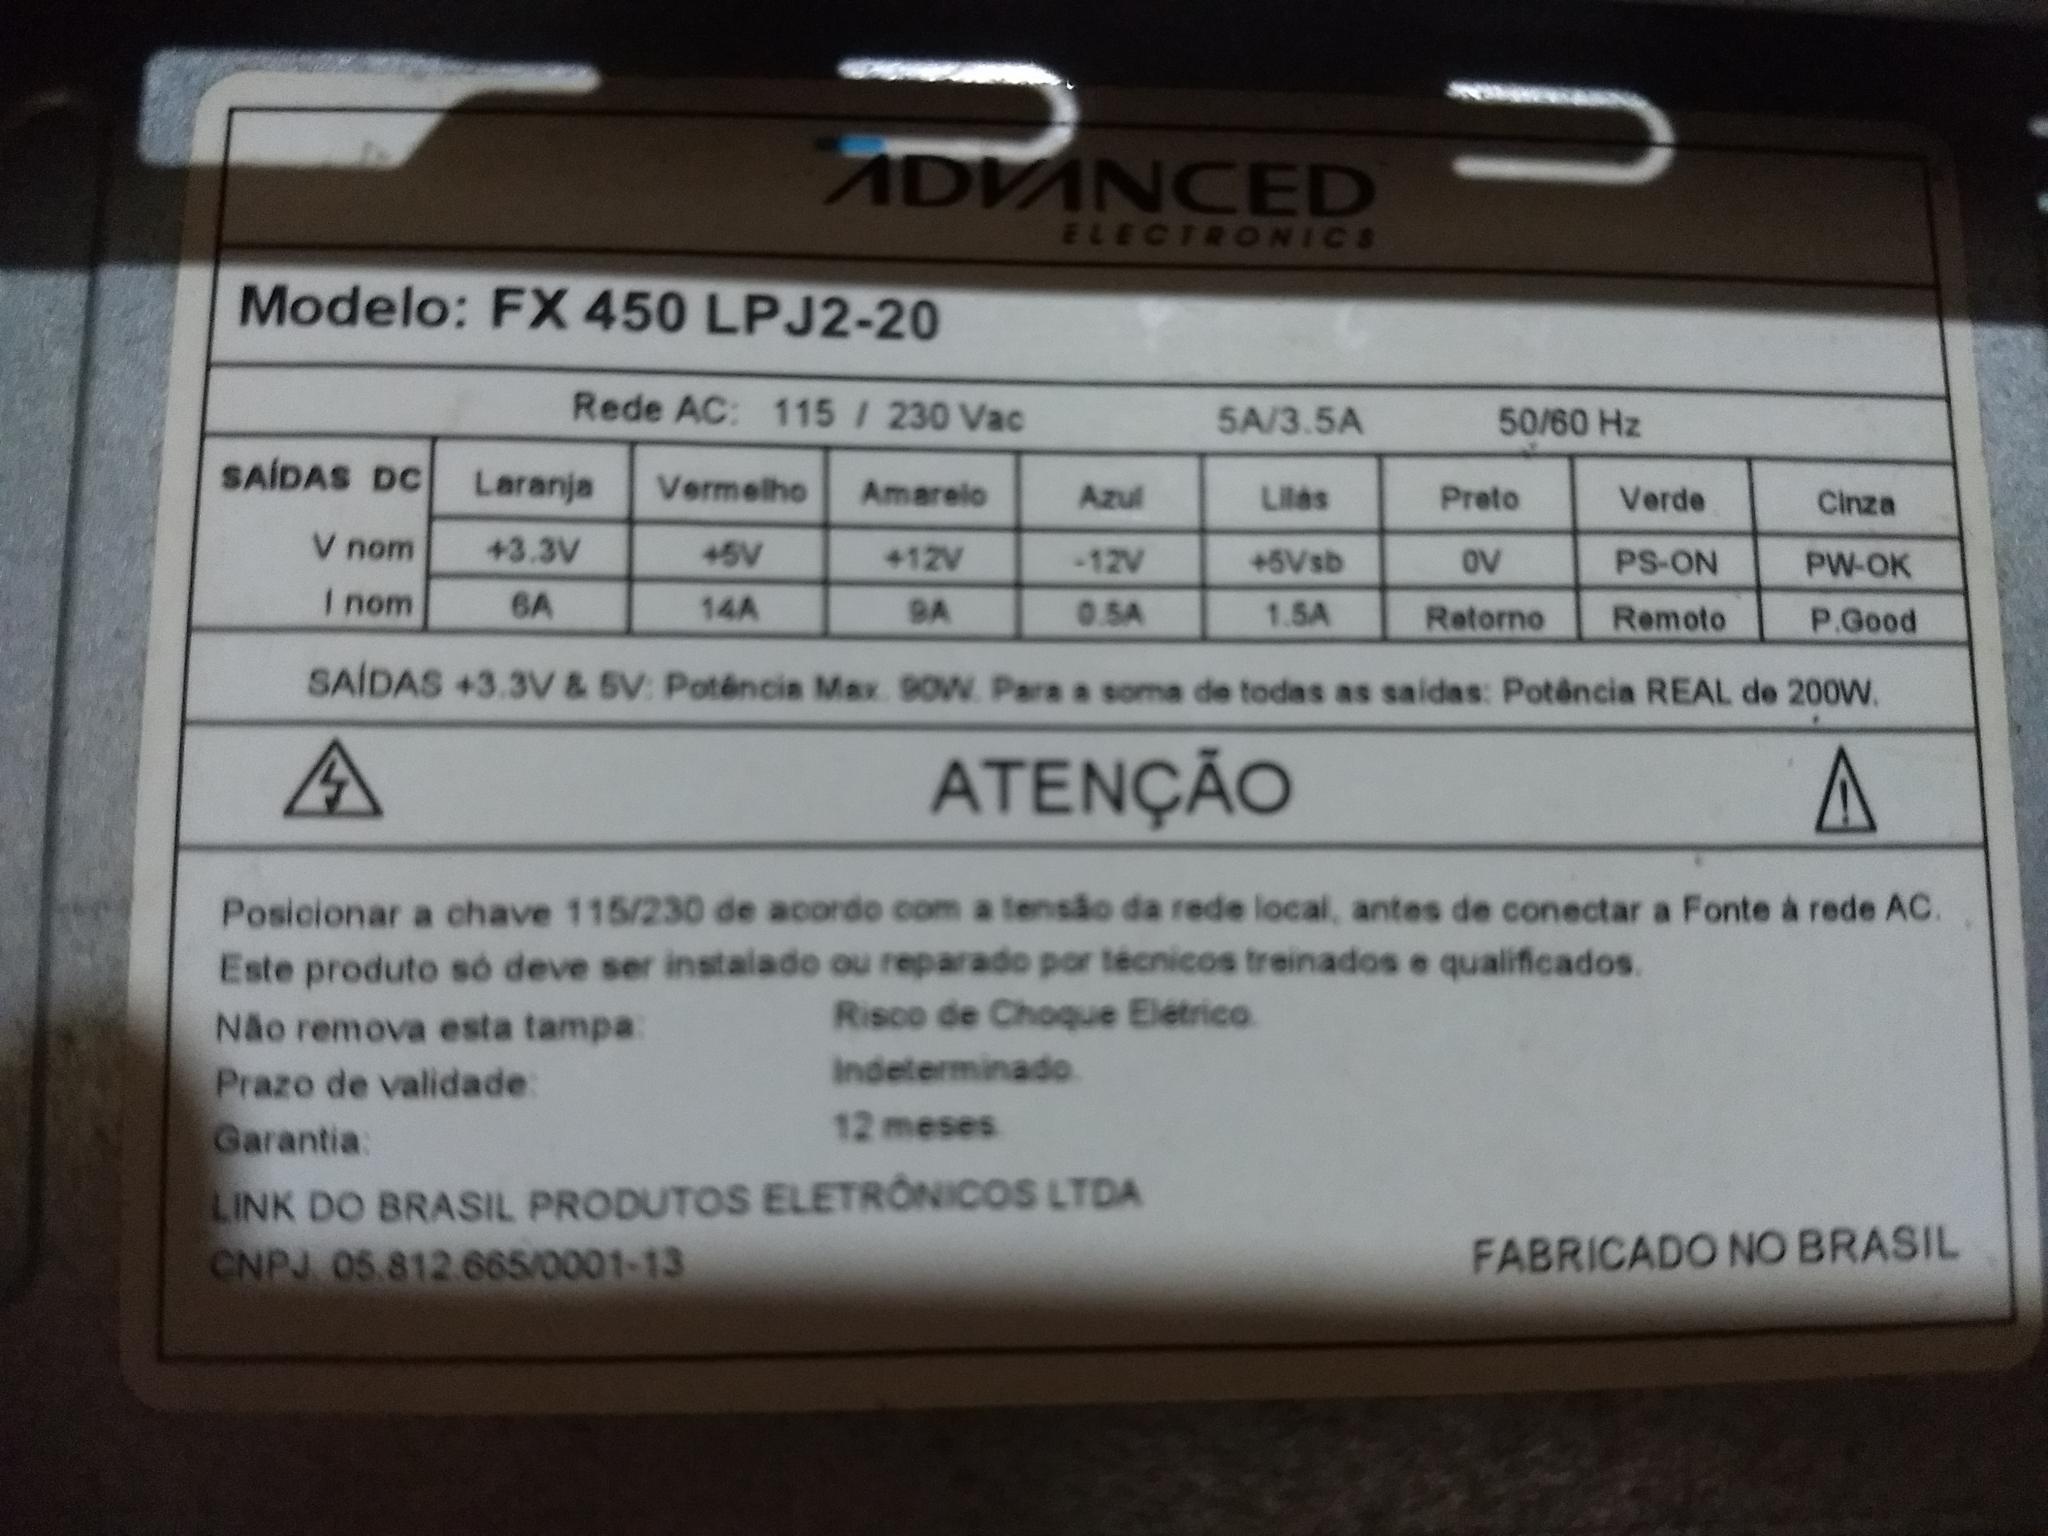 ADVANCED
ELECTRONICS
Modelo: FX 450 LPJ2-20
Rede AC: 115 / 230 Vac 5A/3.5A 50/60 Hz
SAÍDAS DC Laranja Vermelho Amarelo Azul Lilás Preto Verde Cinza
V nom +3.3V +5V +12V -12V +5Vsb 0V PS-ON PW-OK
I nom 6A 14A 9A 0.5A 1.5A Retorno Remoto P.Good
SAÍDAS +3.3V & 5V: Potência Max. 90W. Para a soma de todas as saídas: Potência REAL de 200W.
ATENÇÃO
Posicionar a chave 115/230 de acordo com a tensão da rede local, antes de conectar a Fonte à rede AC.
Este produto só deve ser instalado ou reparado por técnicos treinados e qualificados.
Não remova esta tampa: Risco de Choque Elétrico.
Prazo de validade: Indeterminado.
Garantia: 12 meses.
LINK DO BRASIL PRODUTOS ELETRÔNICOS LTDA
CNPJ. 05.812.665/0001-13
FABRICADO NO BRASIL